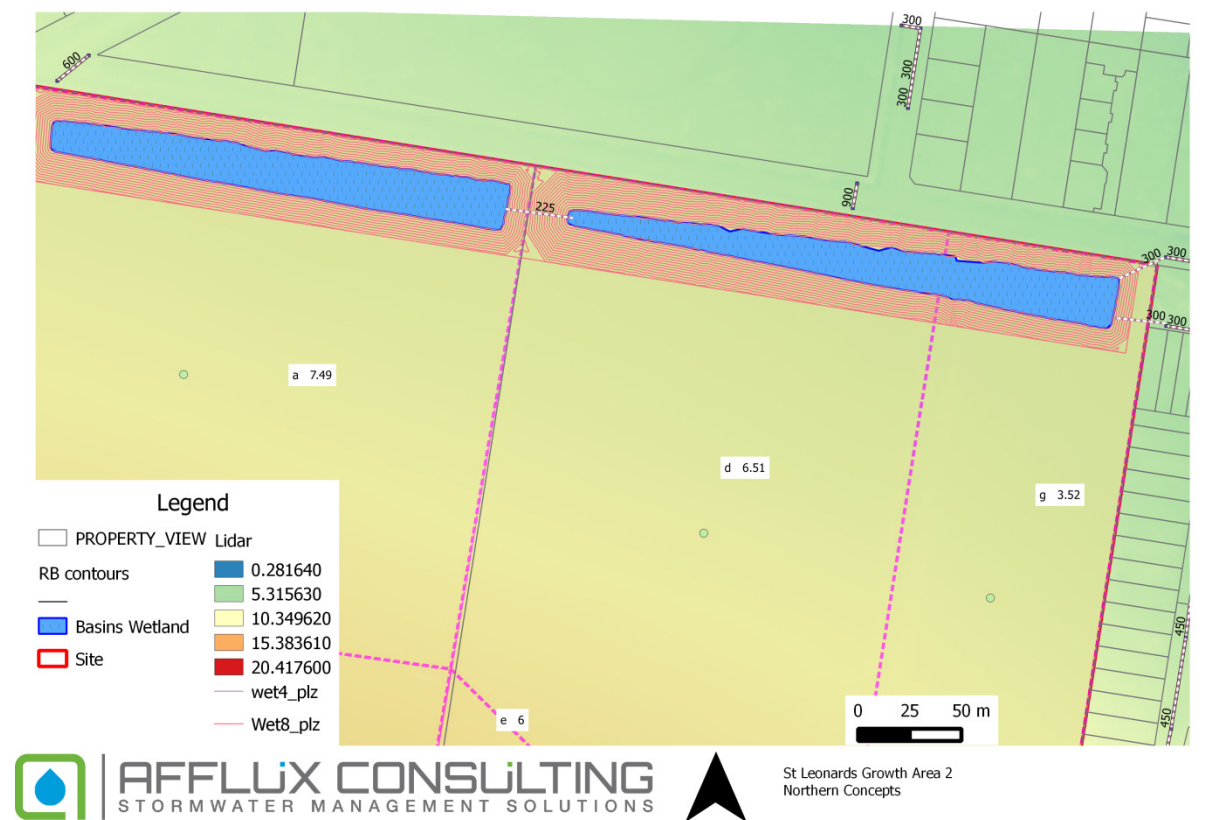 600
300
300
300
900
225
300
300
300
300
a 7.49
d 6.51
g 3.52
e 6
450
450
Legend
PROPERTY_VIEW
RB contours
Basins Wetland
Site
Lidar
0.281640
5.315630
10.349620
15.383610
20.417600
wet4_plz
Wet8_plz
0 25 50 m
AFFLUX CONSULTING
STORMWATER MANAGEMENT SOLUTIONS
St Leonards Growth Area 2
Northern Concepts